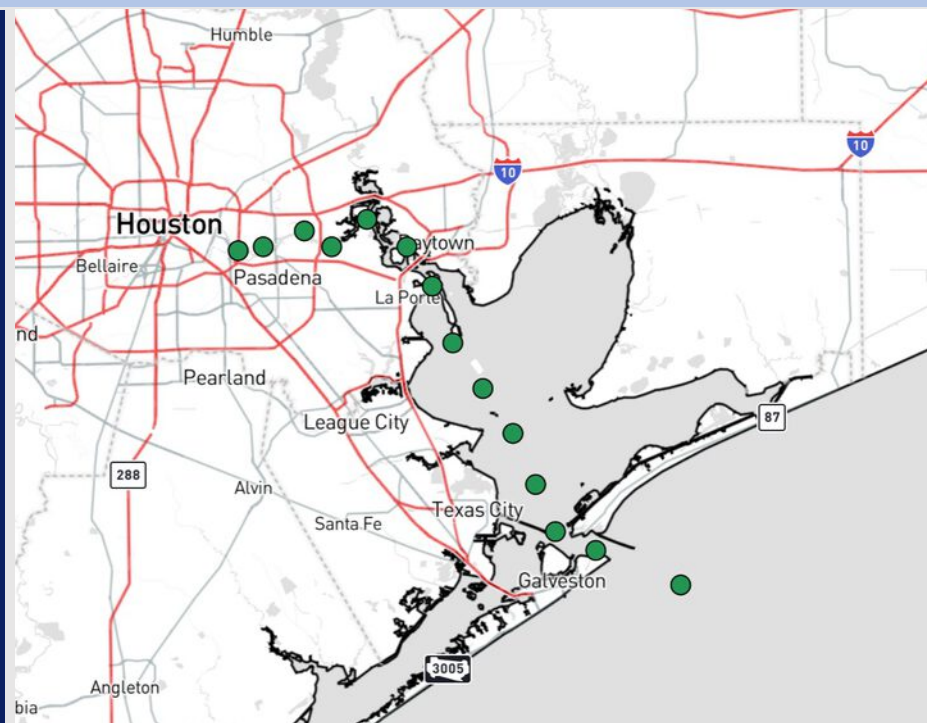 Humble
10
10
Houston
Baytown
Bellaire
Pasadena
La Porte
nd
Pearland
87
League City
288
Alvin
Texas City
Santa Fe
Galveston
3005
Angleton
bia